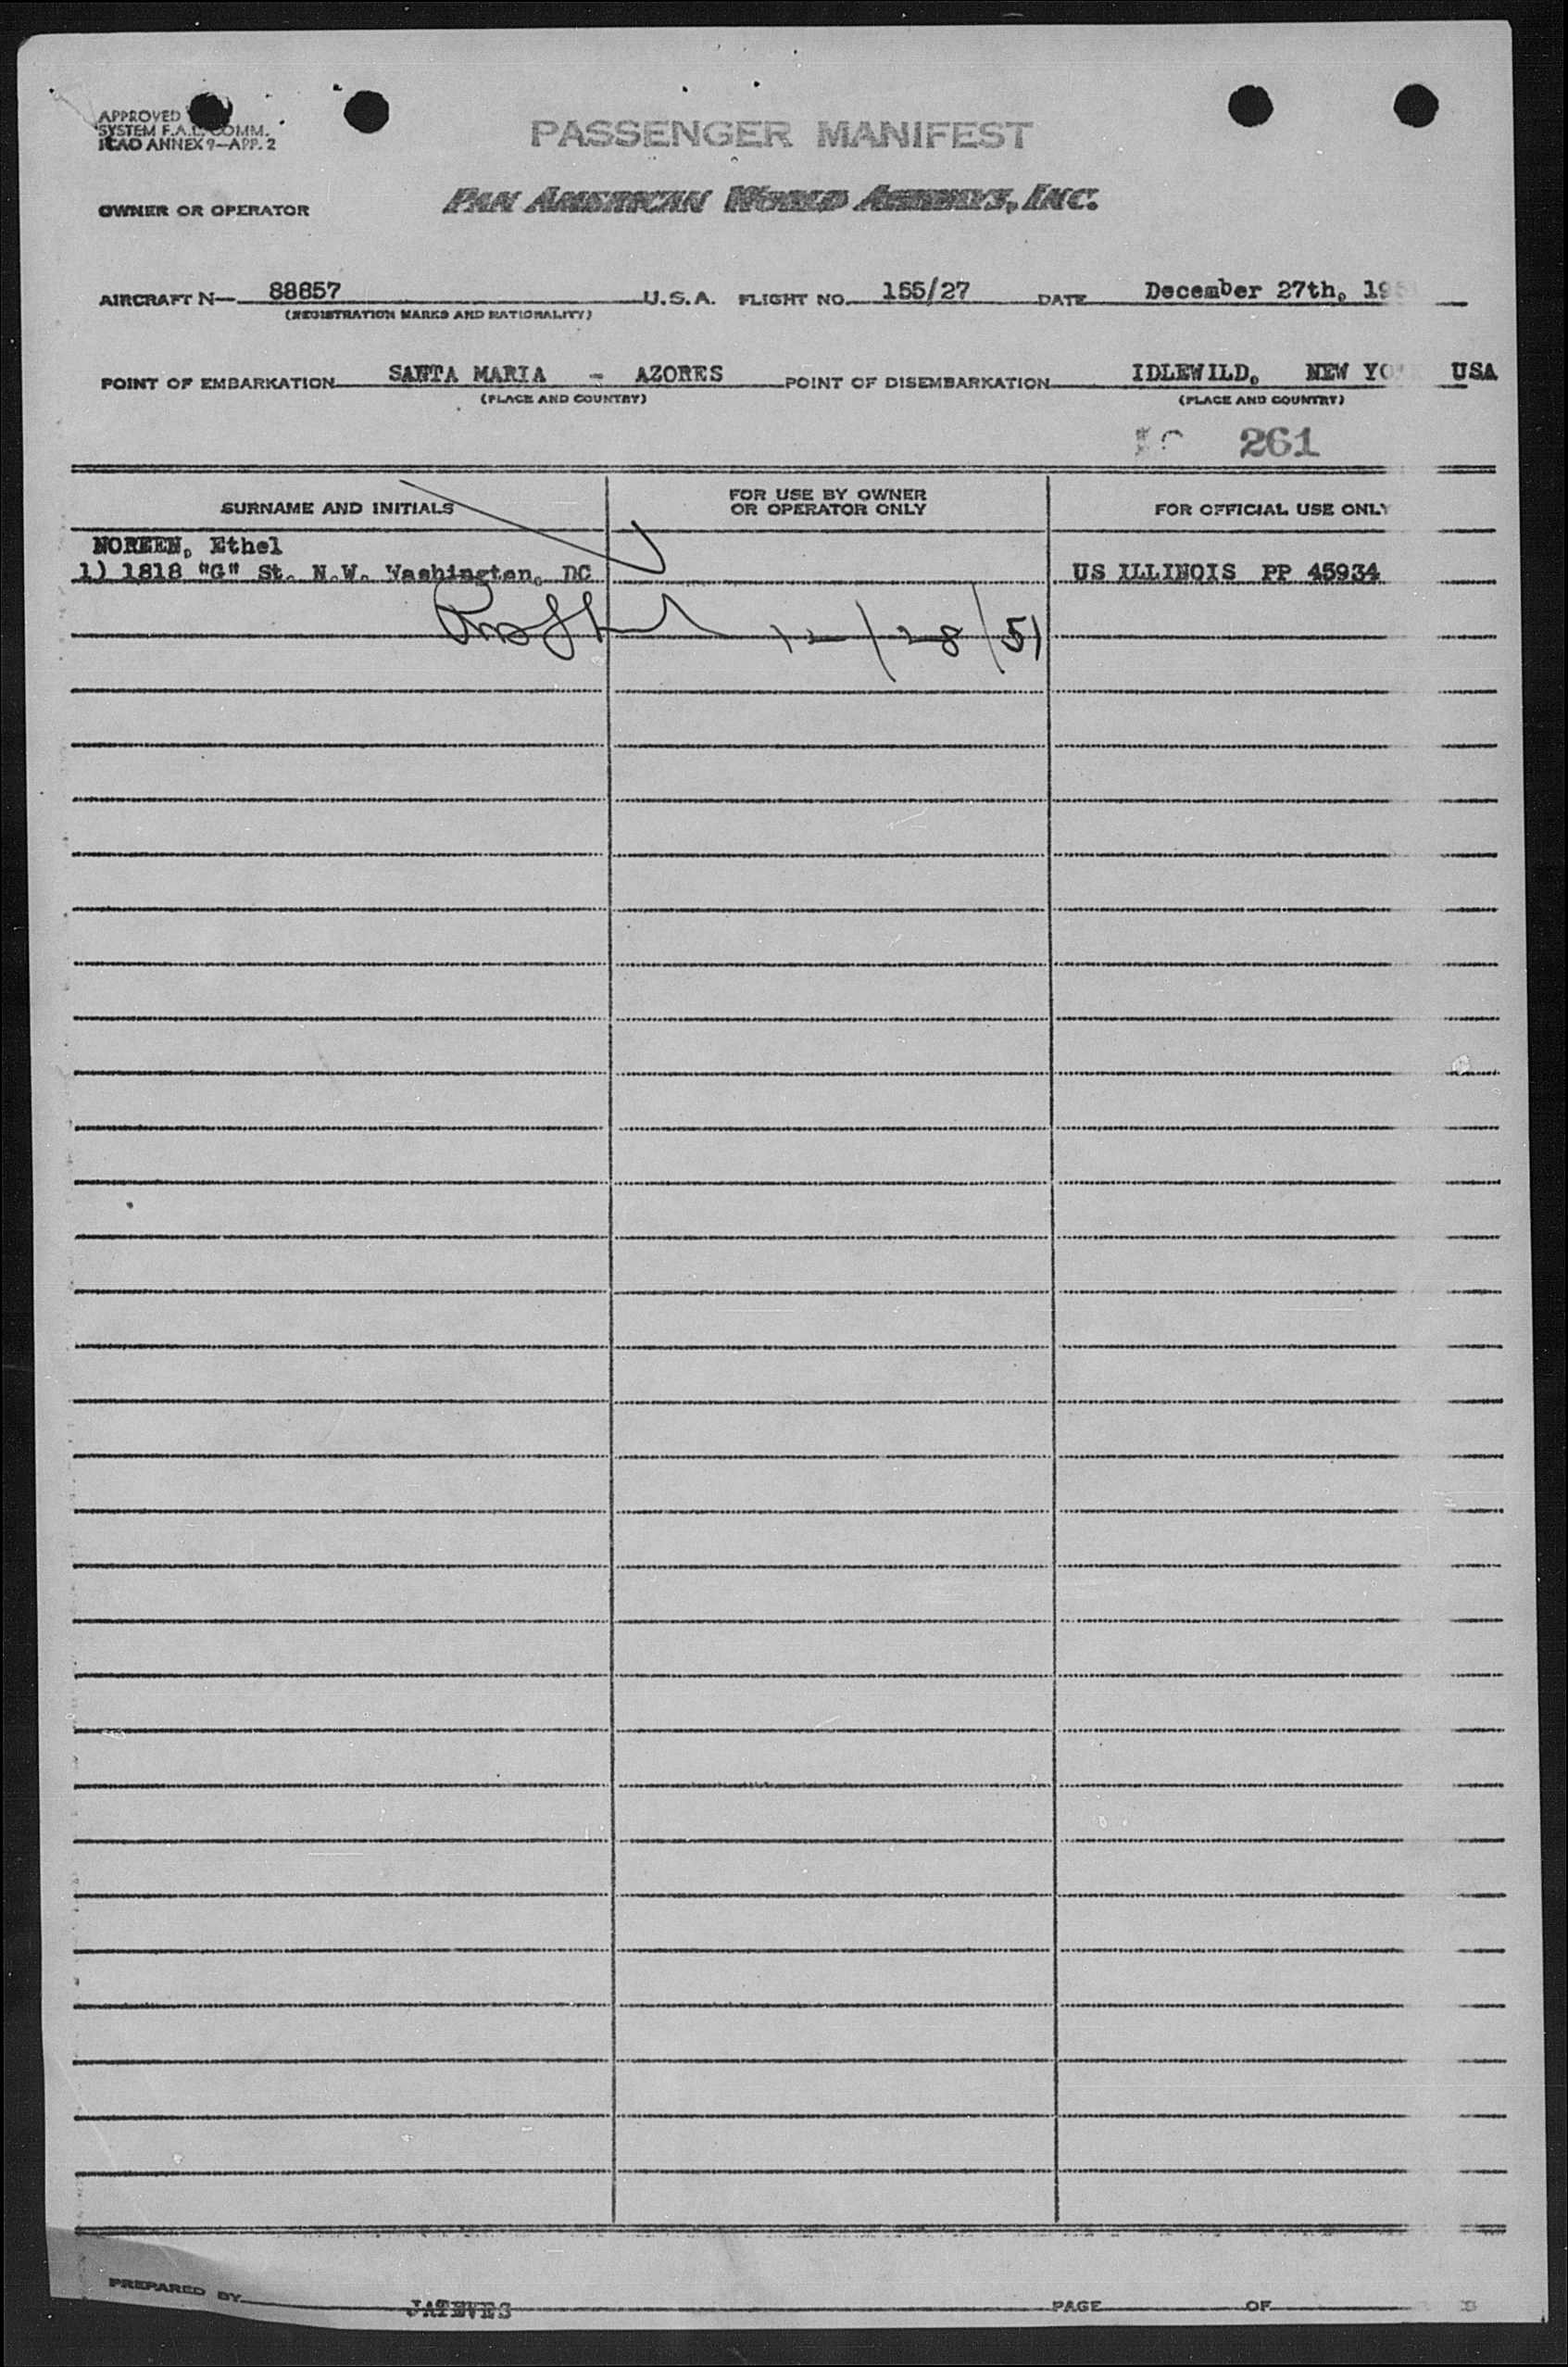 APPROVED
SYSTEM F.A.L. COMM.
ICAO ANNEX 9—APP. 2
PASSENGER MANIFEST
OWNER OR OPERATOR PAN AMERICAN WORLD AIRWAYS, INC.
AIRCRAFT N— 88857 U.S.A. FLIGHT NO. 155/27 DATE December 27th, 195
(REGISTRATION MARKS AND NATIONALITY)
POINT OF EMBARKATION SANTA MARIA - AZORES POINT OF DISEMBARKATION IDLEWILD, NEW YO USA
(PLACE AND COUNTRY) (PLACE AND COUNTRY)
261
SURNAME AND INITIALS FOR USE BY OWNER OR OPERATOR ONLY FOR OFFICIAL USE ONLY
NOREEN, Ethel
1) 1818 "G" St. N.W. Washington, DC US ILLINOIS PP 45934
12/28/51
PREPARED BY JATEVES PAGE OF